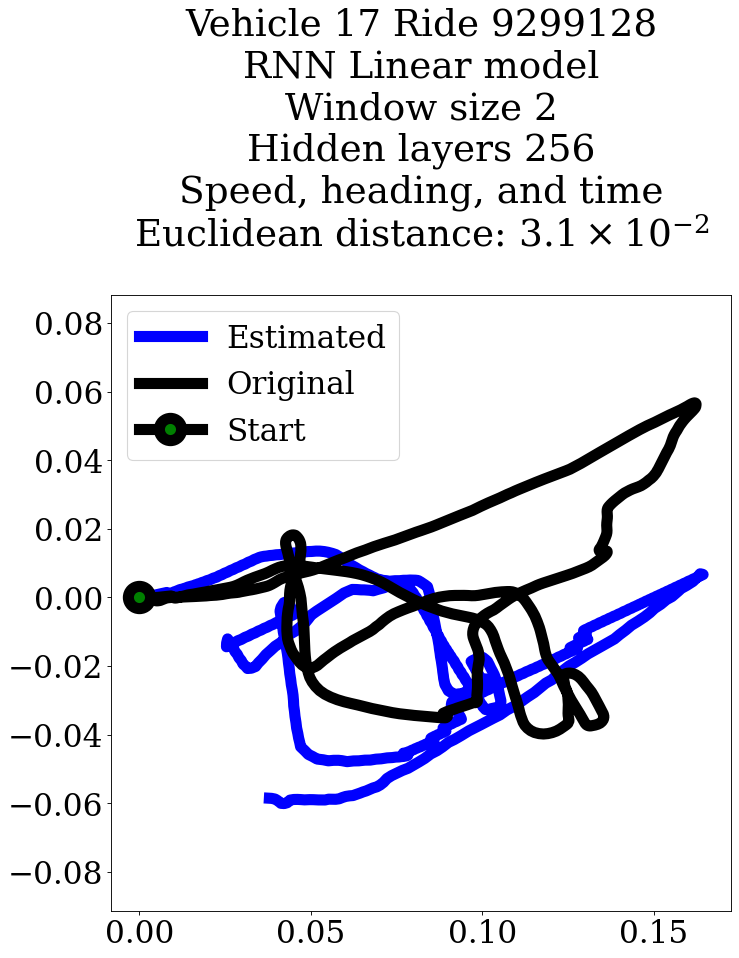 Vehicle 17 Ride 9299128
RNN Linear model
Window size 2
Hidden layers 256
Speed, heading, and time
Euclidean distance: 3.1 × 10⁻²
Estimated
Original
Start
0.08
0.06
0.04
0.02
0.00
−0.02
−0.04
−0.06
−0.08
0.00 0.05 0.10 0.15